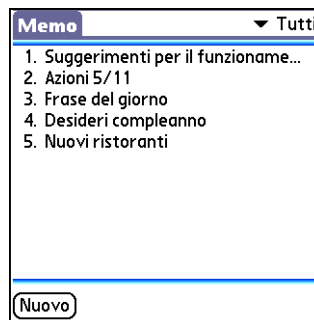 Memo ▼ Tutti
1. Suggerimenti per il funzioname...
2. Azioni 5/11
3. Frase del giorno
4. Desideri compleanno
5. Nuovi ristoranti
Nuovo